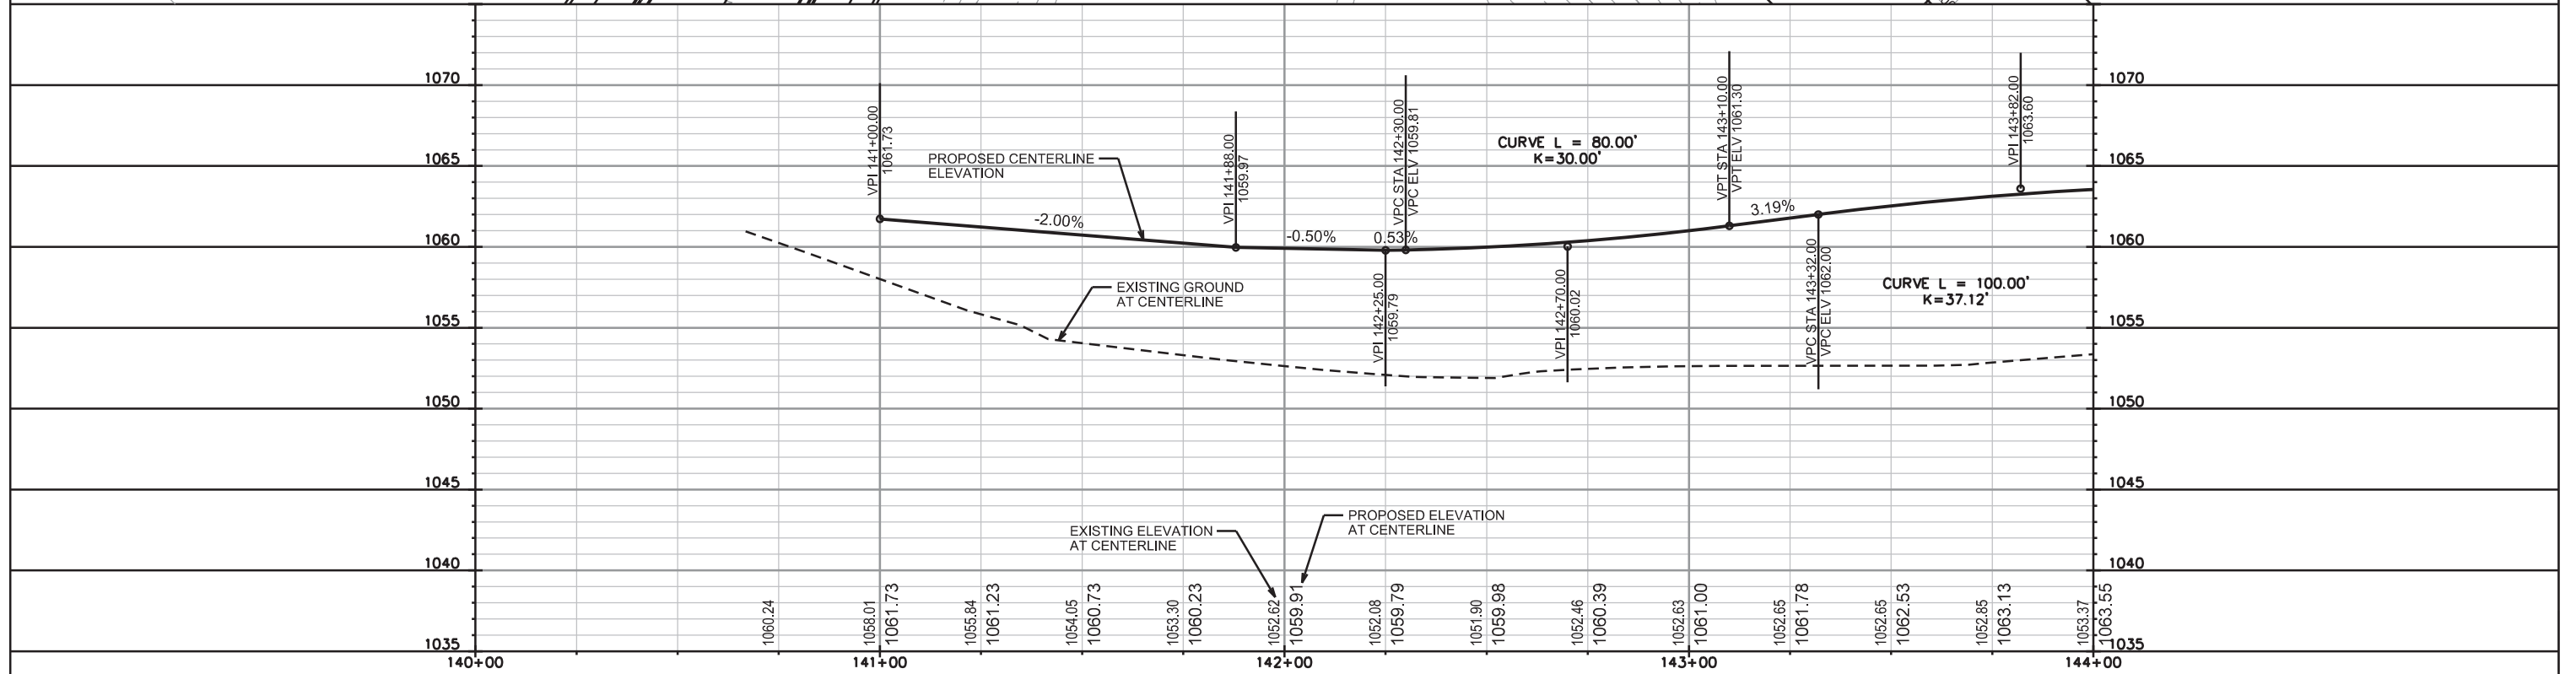 1070
1065
1060
1055
1050
1045
1040
1035
VPI 141+00.00
1061.73
PROPOSED CENTERLINE
ELEVATION
-2.00%
VPI 141+88.00
1059.97
-0.50%
0.53%
VPC STA 142+30.00
VPC ELV 1059.81
VPI 142+25.00
1059.79
CURVE L = 80.00'
K=30.00'
VPI 142+70.00
1060.02
VPT STA 143+10.00
VPT ELV 1061.30
3.19%
VPC STA 143+32.00
VPC ELV 1062.00
VPI 143+82.00
1063.60
CURVE L = 100.00'
K=37.12'
EXISTING GROUND
AT CENTERLINE
EXISTING ELEVATION
AT CENTERLINE
PROPOSED ELEVATION
AT CENTERLINE
1060.24
1058.01
1061.73
1055.84
1061.23
1054.05
1060.73
1053.30
1060.23
1052.62
1059.91
1052.08
1059.79
1051.90
1059.98
1052.46
1060.39
1052.63
1061.00
1052.65
1061.78
1052.65
1062.53
1052.85
1063.13
1053.37
1063.55
1070
1065
1060
1055
1050
1045
1040
1035
140+00
141+00
142+00
143+00
144+00